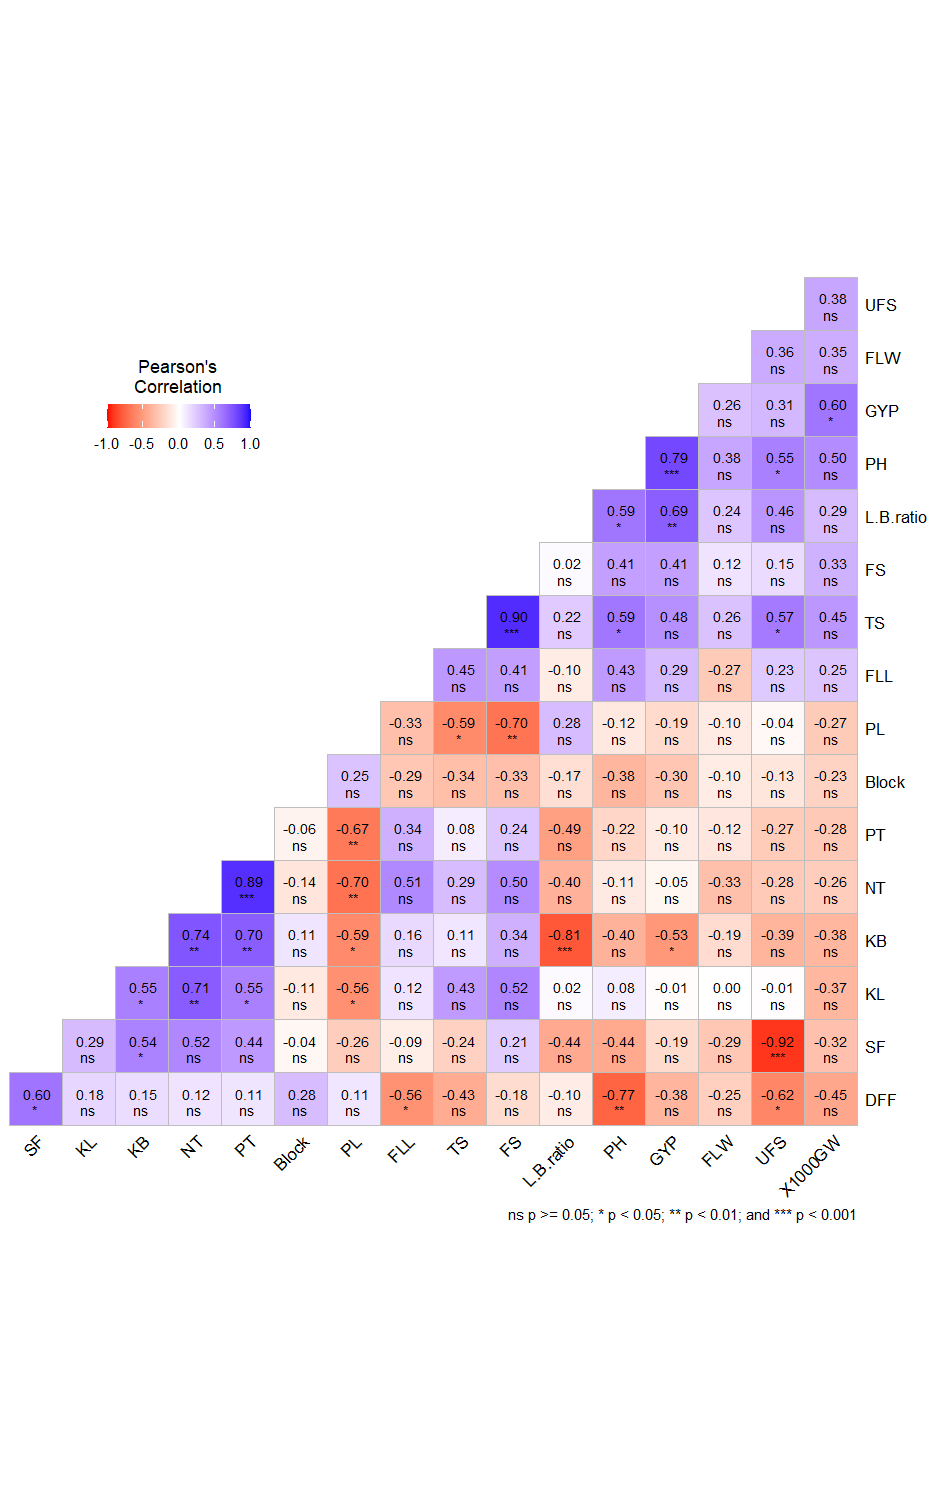 0.38 UFS
ns
Pearson's
Correlation
-1.0 -0.5 0.0 0.5 1.0
0.36 0.35 FLW
ns ns
0.26 0.31 0.60 GYP
ns ns *
0.79 0.38 0.55 0.50 PH
*** ns * ns
0.59 0.69 0.24 0.46 0.29 L.B.ratio
* ** ns ns ns
0.02 0.41 0.41 0.12 0.15 0.33 FS
ns ns ns ns ns ns
0.90 0.22 0.59 0.48 0.26 0.57 0.45 TS
*** ns * ns ns * ns
0.45 0.41 -0.10 0.43 0.29 -0.27 0.23 0.25 FLL
ns ns ns ns ns ns ns ns
-0.33 -0.59 -0.70 0.28 -0.12 -0.19 -0.10 -0.04 -0.27 PL
ns * ** ns ns ns ns ns ns
0.25 -0.29 -0.34 -0.33 -0.17 -0.38 -0.30 -0.10 -0.13 -0.23 Block
ns ns ns ns ns ns ns ns ns ns
-0.06 -0.67 0.34 0.08 0.24 -0.49 -0.22 -0.10 -0.12 -0.27 -0.28 PT
ns ** ns ns ns ns ns ns ns ns ns
0.89 -0.14 -0.70 0.51 0.29 0.50 -0.40 -0.11 -0.05 -0.33 -0.28 -0.26 NT
*** ns ** ns ns ns ns ns ns ns ns ns
0.74 0.70 0.11 -0.59 0.16 0.11 0.34 -0.81 -0.40 -0.53 -0.19 -0.39 -0.38 KB
** ** ns * ns ns ns *** ns * ns ns ns
0.55 0.71 0.55 -0.11 -0.56 0.12 0.43 0.52 0.02 0.08 -0.01 0.00 -0.01 -0.37 KL
* ** * ns * ns ns ns ns ns ns ns ns ns
0.29 0.54 0.52 0.44 -0.04 -0.26 -0.09 -0.24 0.21 -0.44 -0.44 -0.19 -0.29 -0.92 -0.32 SF
ns * ns ns ns ns ns ns ns ns ns ns ns *** ns
0.60 0.18 0.15 0.12 0.11 0.28 0.11 -0.56 -0.43 -0.18 -0.10 -0.77 -0.38 -0.25 -0.62 -0.45 DFF
* ns ns ns ns ns ns * ns ns ns ** ns ns * ns
SF KL KB NT PT Block PL FLL TS FS L.B.ratio PH GYP FLW UFS X1000GW
ns p >= 0.05; * p < 0.05; ** p < 0.01; and *** p < 0.001